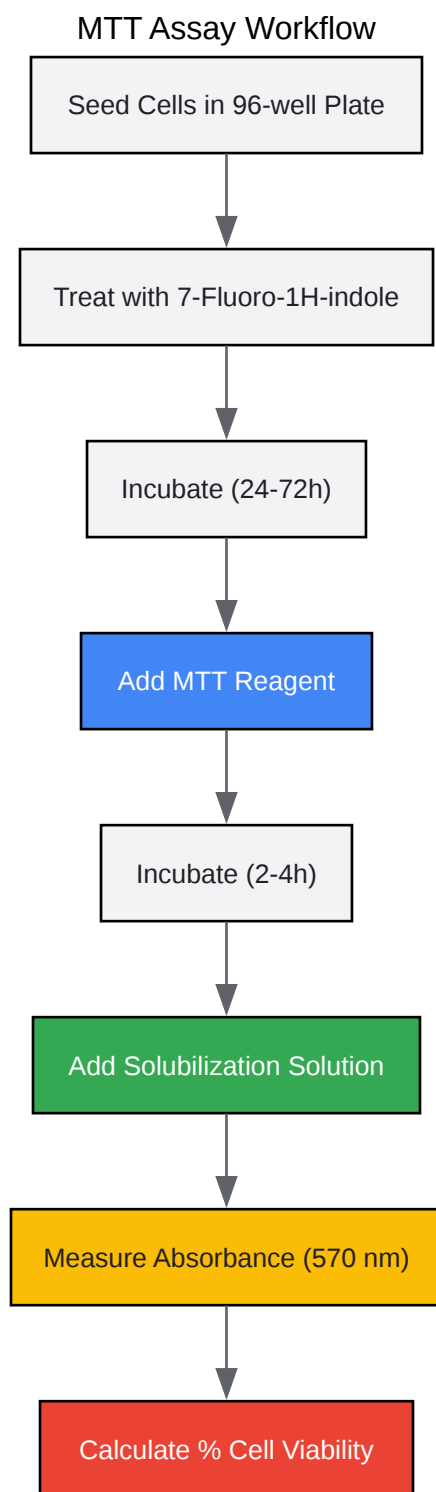 MTT Assay Workflow
Seed Cells in 96-well Plate
Treat with 7-Fluoro-1H-indole
Incubate (24-72h)
Add MTT Reagent
Incubate (2-4h)
Add Solubilization Solution
Measure Absorbance (570 nm)
Calculate % Cell Viability